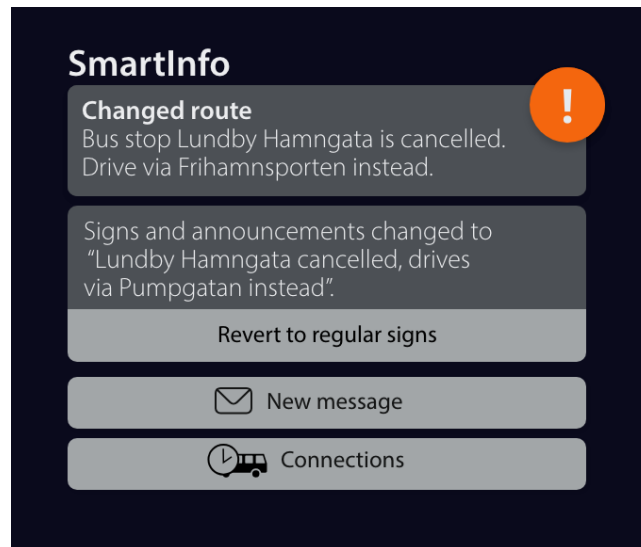 SmartInfo
!
Changed route
Bus stop Lundby Hamngata is cancelled.
Drive via Frihamnsporten instead.
Signs and announcements changed to
“Lundby Hamngata cancelled, drives
via Pumpgatan instead”.
Revert to regular signs
New message
Connections